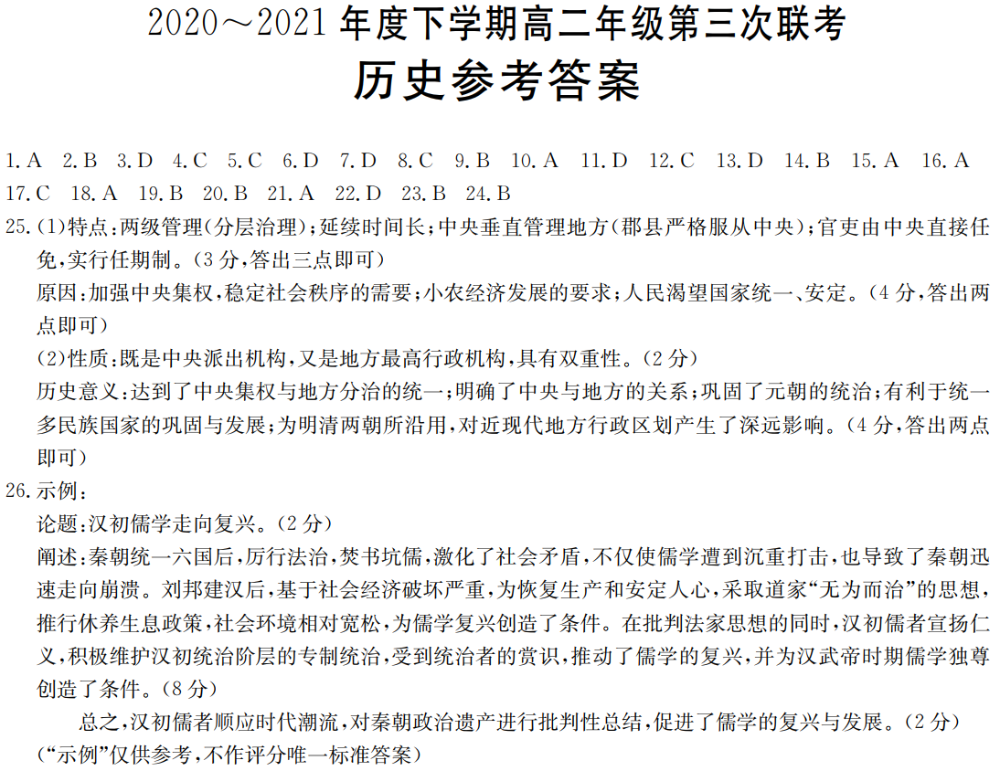 2020～2021年度下学期高二年级第三次联考
历史参考答案
1. A 2. B 3. D 4. C 5. C 6. D 7. D 8. C 9. B 10. A 11. D 12. C 13. D 14. B 15. A 16. A
17. C 18. A 19. B 20. B 21. A 22. D 23. B 24. B
25. (1)特点:两级管理(分层治理);延续时间长;中央垂直管理地方(郡县严格服从中央);官吏由中央直接任
免,实行任期制。(3分,答出三点即可)
原因:加强中央集权,稳定社会秩序的需要;小农经济发展的要求;人民渴望国家统一、安定。(4分,答出两
点即可)
(2)性质:既是中央派出机构,又是地方最高行政机构,具有双重性。(2分)
历史意义:达到了中央集权与地方分治的统一;明确了中央与地方的关系;巩固了元朝的统治;有利于统一
多民族国家的巩固与发展;为明清两朝所沿用,对近现代地方行政区划产生了深远影响。(4分,答出两点
即可)
26. 示例:
论题:汉初儒学走向复兴。(2分)
阐述:秦朝统一六国后,厉行法治,焚书坑儒,激化了社会矛盾,不仅使儒学遭到沉重打击,也导致了秦朝迅
速走向崩溃。刘邦建汉后,基于社会经济破坏严重,为恢复生产和安定人心,采取道家“无为而治”的思想,
推行休养生息政策,社会环境相对宽松,为儒学复兴创造了条件。在批判法家思想的同时,汉初儒者宣扬仁
义,积极维护汉初统治阶层的专制统治,受到统治者的赏识,推动了儒学的复兴,并为汉武帝时期儒学独尊
创造了条件。(8分)
总之,汉初儒者顺应时代潮流,对秦朝政治遗产进行批判性总结,促进了儒学的复兴与发展。(2分)
(“示例”仅供参考,不作评分唯一标准答案)